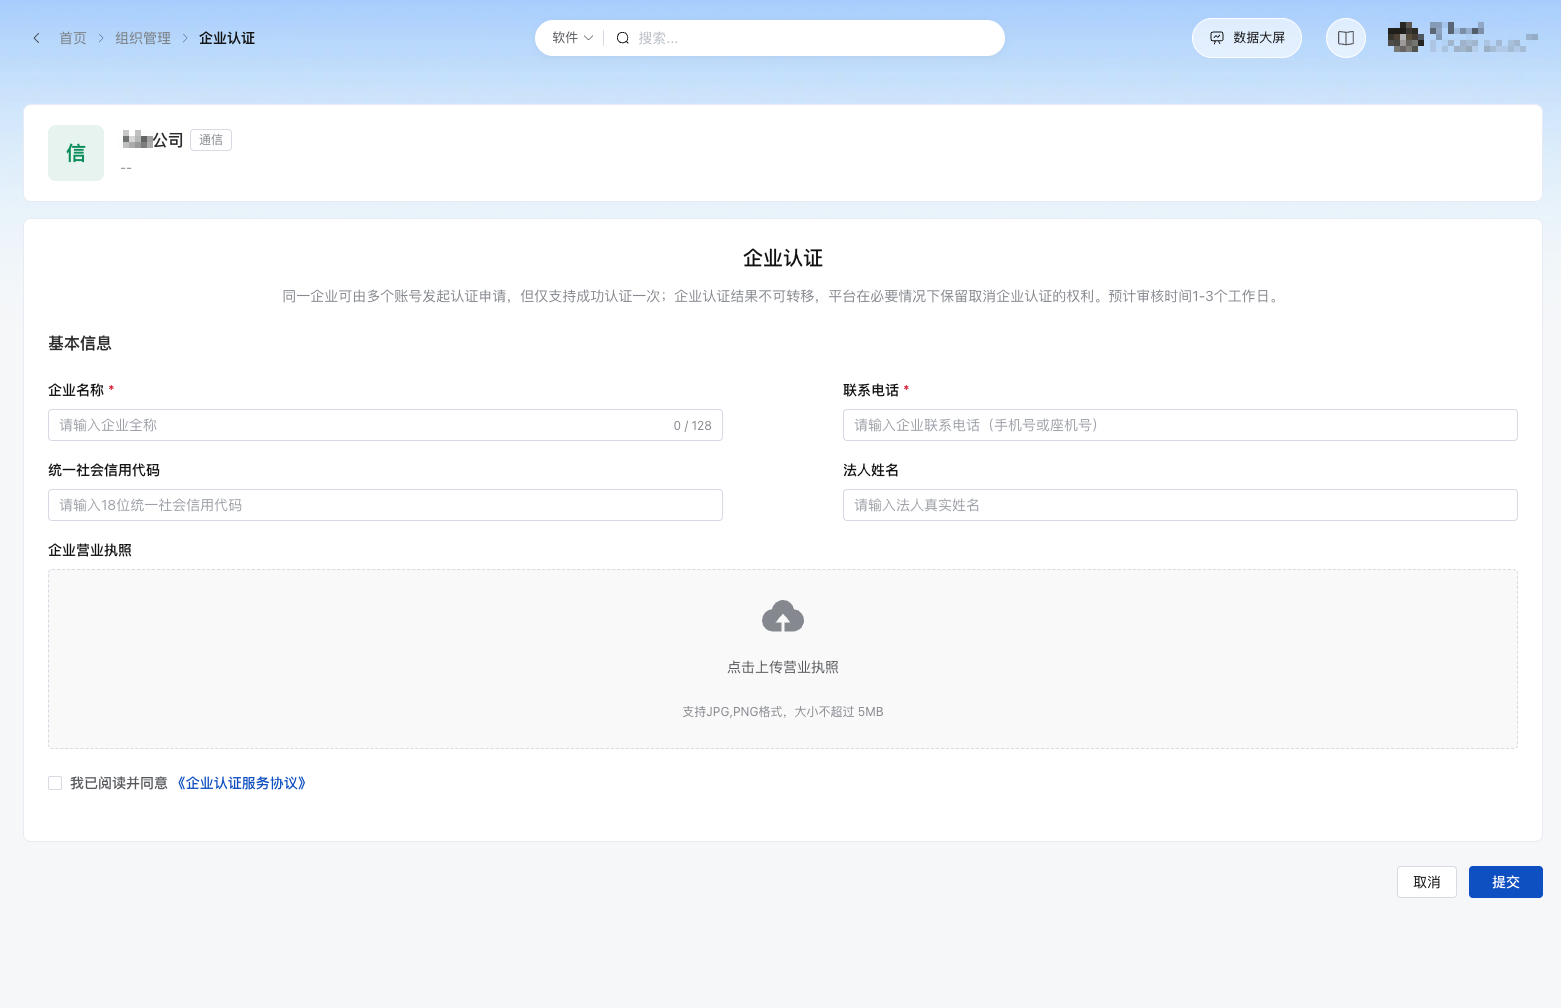 首页 组织管理 企业认证
软件 搜索...
数据大屏
信
公司 通信
--
企业认证
同一企业可由多个账号发起认证申请，但仅支持成功认证一次；企业认证结果不可转移，平台在必要情况下保留取消企业认证的权利。预计审核时间1-3个工作日。
基本信息
企业名称 *
联系电话 *
请输入企业全称 0 / 128
请输入企业联系电话（手机号或座机号）
统一社会信用代码
法人姓名
请输入18位统一社会信用代码
请输入法人真实姓名
企业营业执照
点击上传营业执照
支持JPG,PNG格式，大小不超过 5MB
我已阅读并同意 《企业认证服务协议》
取消 提交